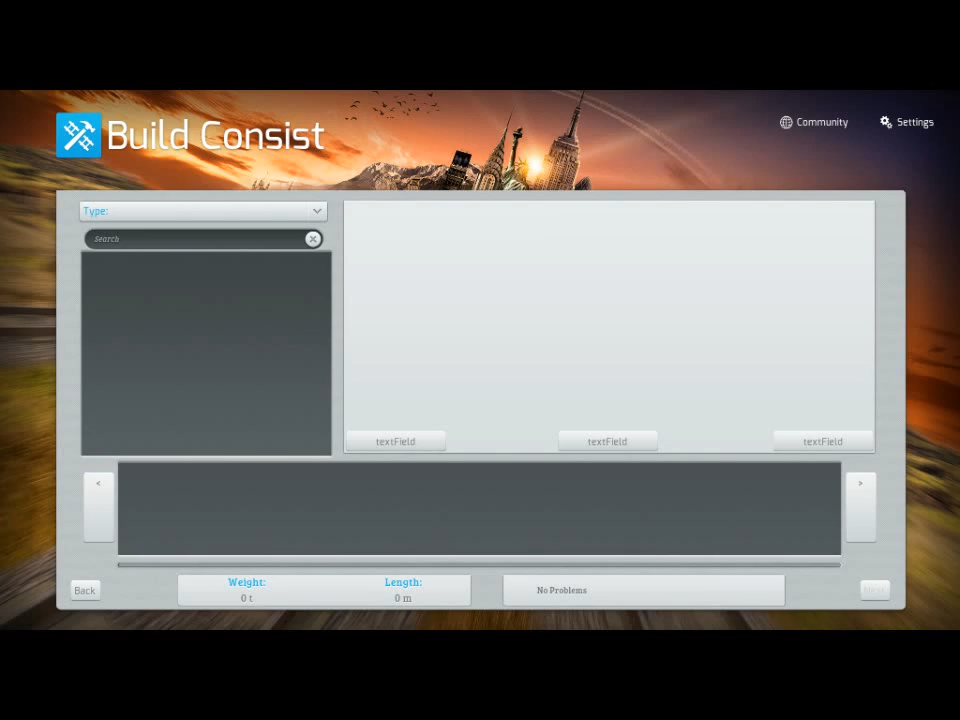 Build Consist
Community
Settings
Type:
Search
textField
textField
textField
<
>
Back
Weight:
0 t
Length:
0 m
No Problems